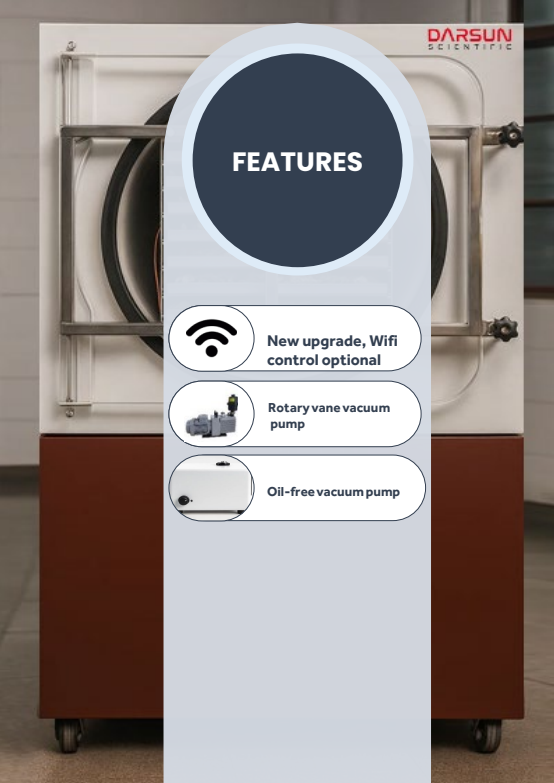 DARSUN
SCIENTIFIC
FEATURES
New upgrade, Wifi
control optional
Rotary vane vacuum
pump
Oil-free vacuum pump